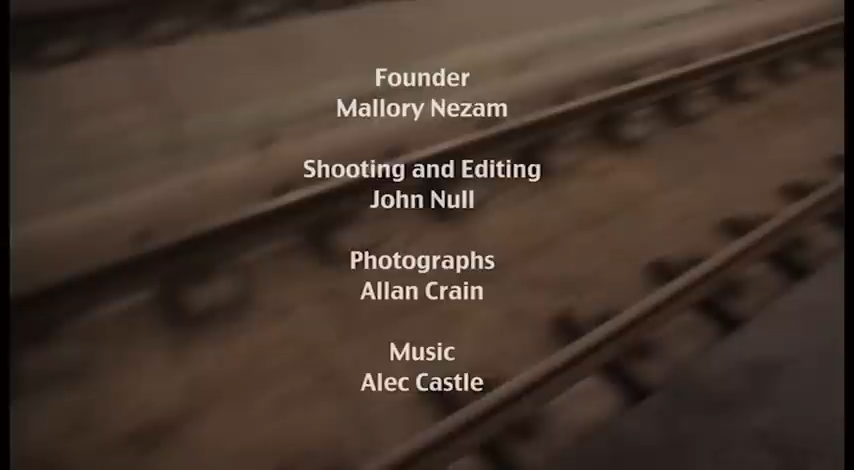 Founder
Mallory Nezam
Shooting and Editing
John Null
Photographs
Allan Crain
Music
Alec Castle